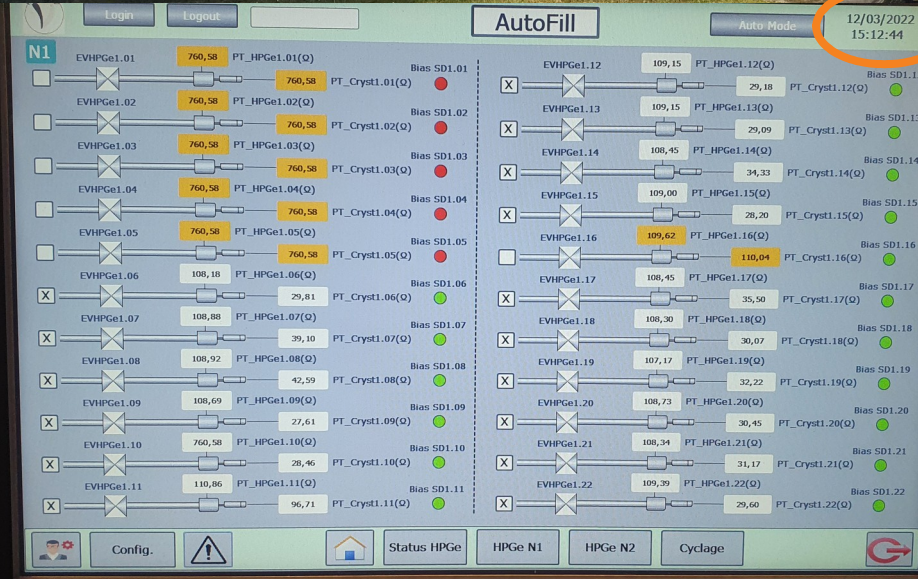 Login
Logout
AutoFill
Auto Mode
12/03/2022
15:12:44
N1
EVHPGe1.01
760,58
PT_HPGe1.01(Ω)
760,58
PT_Cryst1.01(Ω)
Bias SD1.01
EVHPGe1.02
760,58
PT_HPGe1.02(Ω)
760,58
PT_Cryst1.02(Ω)
Bias SD1.02
EVHPGe1.03
760,58
PT_HPGe1.03(Ω)
760,58
PT_Cryst1.03(Ω)
Bias SD1.03
EVHPGe1.04
760,58
PT_HPGe1.04(Ω)
760,58
PT_Cryst1.04(Ω)
Bias SD1.04
EVHPGe1.05
760,58
PT_HPGe1.05(Ω)
760,58
PT_Cryst1.05(Ω)
Bias SD1.05
EVHPGe1.06
108,18
PT_HPGe1.06(Ω)
X
29,81
PT_Cryst1.06(Ω)
Bias SD1.06
EVHPGe1.07
108,88
PT_HPGe1.07(Ω)
X
39,10
PT_Cryst1.07(Ω)
Bias SD1.07
EVHPGe1.08
108,92
PT_HPGe1.08(Ω)
X
42,59
PT_Cryst1.08(Ω)
Bias SD1.08
EVHPGe1.09
108,69
PT_HPGe1.09(Ω)
X
27,61
PT_Cryst1.09(Ω)
Bias SD1.09
EVHPGe1.10
760,58
PT_HPGe1.10(Ω)
X
28,46
PT_Cryst1.10(Ω)
Bias SD1.10
EVHPGe1.11
110,86
PT_HPGe1.11(Ω)
X
96,71
PT_Cryst1.11(Ω)
Bias SD1.11
EVHPGe1.12
109,15
PT_HPGe1.12(Ω)
X
29,18
PT_Cryst1.12(Ω)
Bias SD1.1
EVHPGe1.13
109,15
PT_HPGe1.13(Ω)
X
29,09
PT_Cryst1.13(Ω)
Bias SD1.13
EVHPGe1.14
108,45
PT_HPGe1.14(Ω)
X
34,33
PT_Cryst1.14(Ω)
Bias SD1.14
EVHPGe1.15
109,00
PT_HPGe1.15(Ω)
X
28,20
PT_Cryst1.15(Ω)
Bias SD1.15
EVHPGe1.16
109,62
PT_HPGe1.16(Ω)
110,04
PT_Cryst1.16(Ω)
Bias SD1.16
EVHPGe1.17
108,45
PT_HPGe1.17(Ω)
X
35,50
PT_Cryst1.17(Ω)
Bias SD1.17
EVHPGe1.18
108,30
PT_HPGe1.18(Ω)
X
30,07
PT_Cryst1.18(Ω)
Bias SD1.18
EVHPGe1.19
107,17
PT_HPGe1.19(Ω)
X
32,22
PT_Cryst1.19(Ω)
Bias SD1.19
EVHPGe1.20
108,73
PT_HPGe1.20(Ω)
X
30,45
PT_Cryst1.20(Ω)
Bias SD1.20
EVHPGe1.21
108,34
PT_HPGe1.21(Ω)
X
31,17
PT_Cryst1.21(Ω)
Bias SD1.21
EVHPGe1.22
109,39
PT_HPGe1.22(Ω)
X
29,60
PT_Cryst1.22(Ω)
Bias SD1.22
Config.
Status HPGe
HPGe N1
HPGe N2
Cyclage